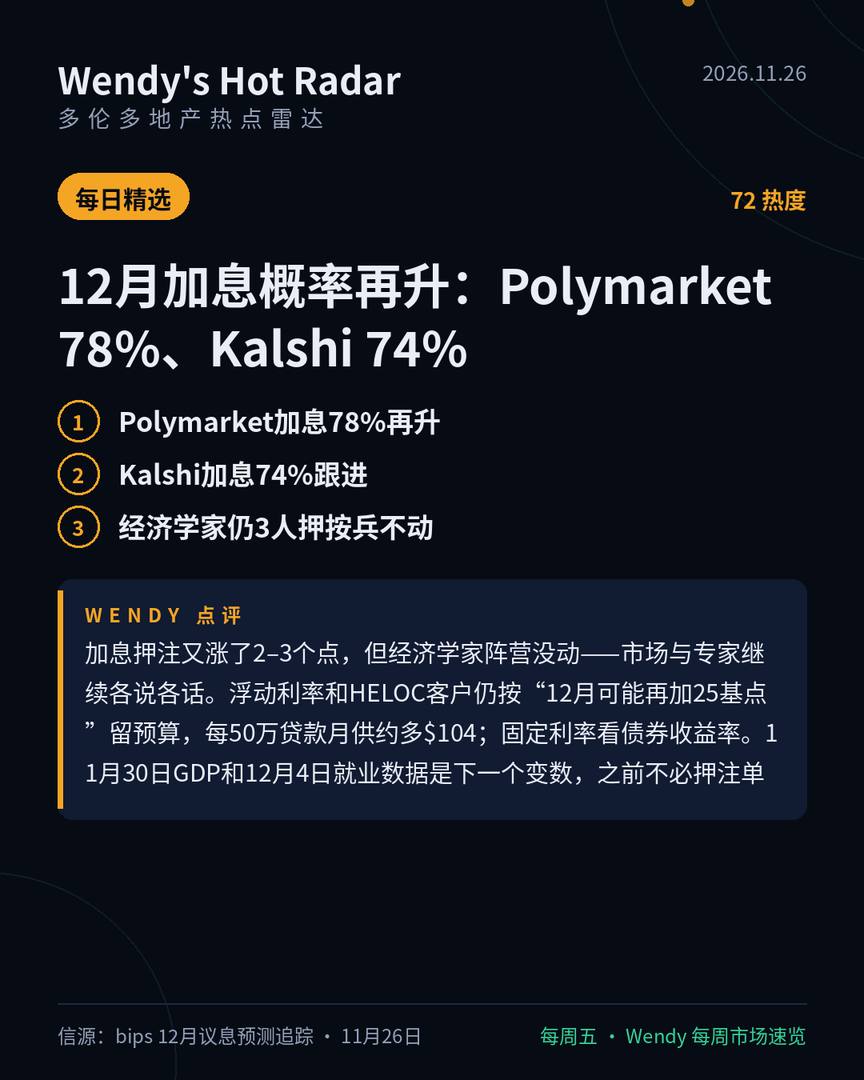 Wendy's Hot Radar
2026.11.26
多伦多地产热点雷达
每日精选
72 热度
12月加息概率再升：Polymarket
78%、Kalshi 74%
1 Polymarket加息78%再升
2 Kalshi加息74%跟进
3 经济学家仍3人押按兵不动
WENDY 点评
加息押注又涨了2–3个点，但经济学家阵营没动——市场与专家继
续各说各话。浮动利率和HELOC客户仍按“12月可能再加25基点
”留预算，每50万贷款月供约多$104；固定利率看债券收益率。1
1月30日GDP和12月4日就业数据是下一个变数，之前不必押注单
信源：bips 12月议息预测追踪 · 11月26日
每周五 · Wendy 每周市场速览